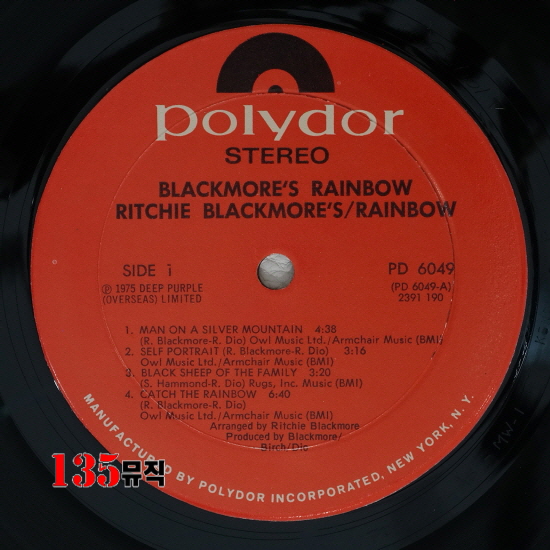 polydor
STEREO
BLACKMORE'S RAINBOW
RITCHIE BLACKMORE'S/RAINBOW
SIDE 1
PD 6049
℗ 1975 DEEP PURPLE
(OVERSEAS) LIMITED
(PD 6049-A)
2391 190
1. MAN ON A SILVER MOUNTAIN 4:38
(R. Blackmore-R. Dio) Owl Music Ltd./Armchair Music (BMI)
2. SELF PORTRAIT (R. Blackmore-R. Dio) 3:16
Owl Music Ltd./Armchair Music (BMI)
3. BLACK SHEEP OF THE FAMILY 3:20
(S. Hammond-R. Dio) Rugs, Inc. Music (BMI)
4. CATCH THE RAINBOW 6:40
(R. Blackmore-R. Dio)
Owl Music Ltd./Armchair Music (BMI)
Arranged by Ritchie Blackmore
Produced by Blackmore/
Birch/Dio
MANUFACTURED BY POLYDOR INCORPORATED, NEW YORK, N. Y.
135뮤직
MW-1